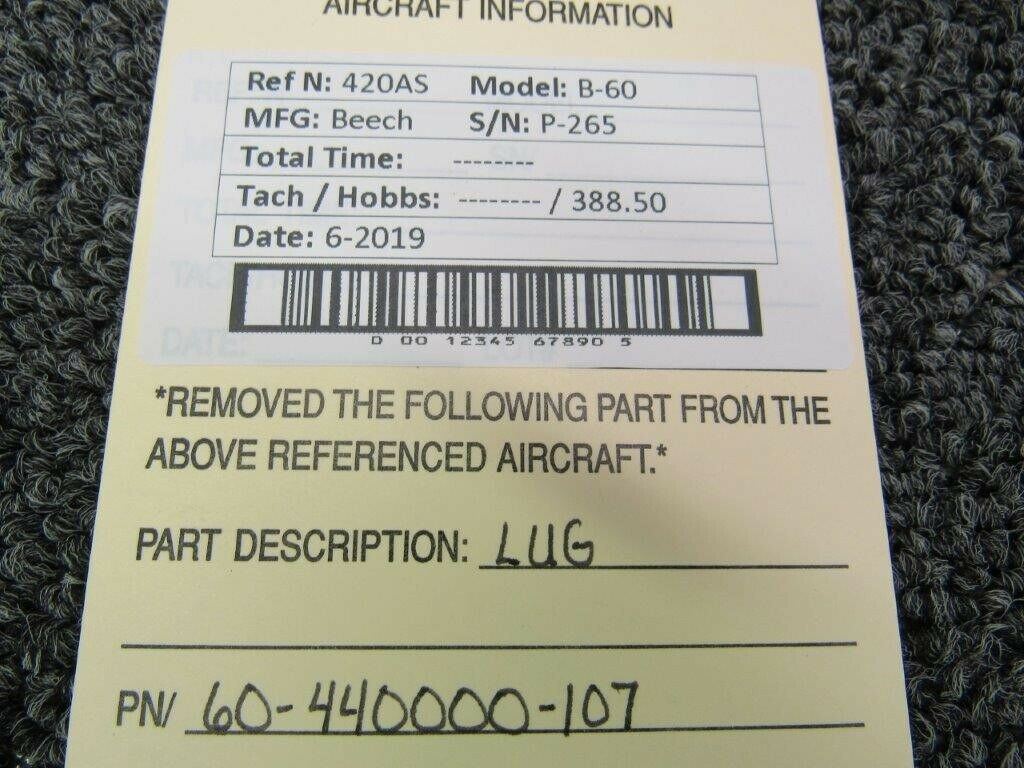 AIRCRAFT INFORMATION
Ref N: 420AS Model: B-60
MFG: Beech S/N: P-265
Total Time: --------
Tach / Hobbs: -------- / 388.50
Date: 6-2019
0 00 12345 67890 5
DATE:
*REMOVED THE FOLLOWING PART FROM THE
ABOVE REFERENCED AIRCRAFT.*
PART DESCRIPTION: LUG
PN/ 60-440000-107